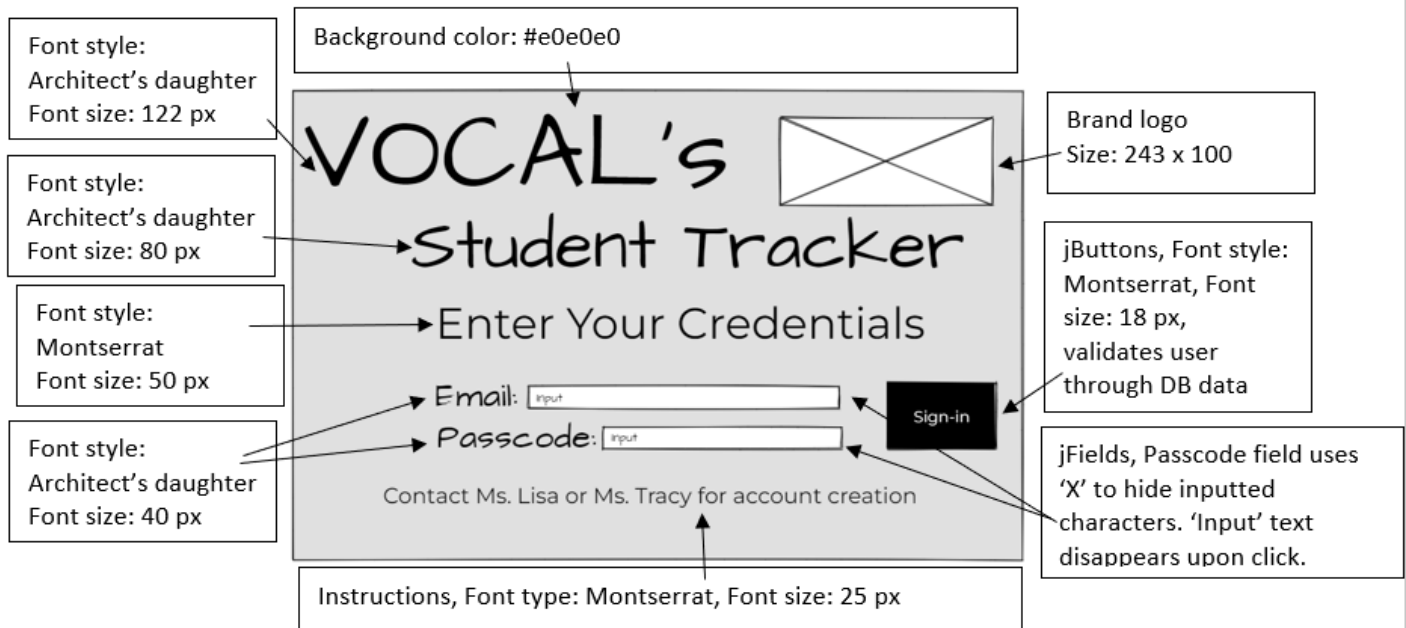 Font style:
Architect's daughter
Font size: 122 px
Background color: #e0e0e0
Brand logo
Size: 243 x 100
Font style:
Architect's daughter
Font size: 80 px
jButtons, Font style:
Montserrat, Font
size: 18 px,
validates user
through DB data
Font style:
Montserrat
Font size: 50 px
Font style:
Architect's daughter
Font size: 40 px
jFields, Passcode field uses
'X' to hide inputted
characters. 'Input' text
disappears upon click.
VOCAL's
Student Tracker
Enter Your Credentials
Email: input
Passcode: input
Sign-in
Contact Ms. Lisa or Ms. Tracy for account creation
Instructions, Font type: Montserrat, Font size: 25 px